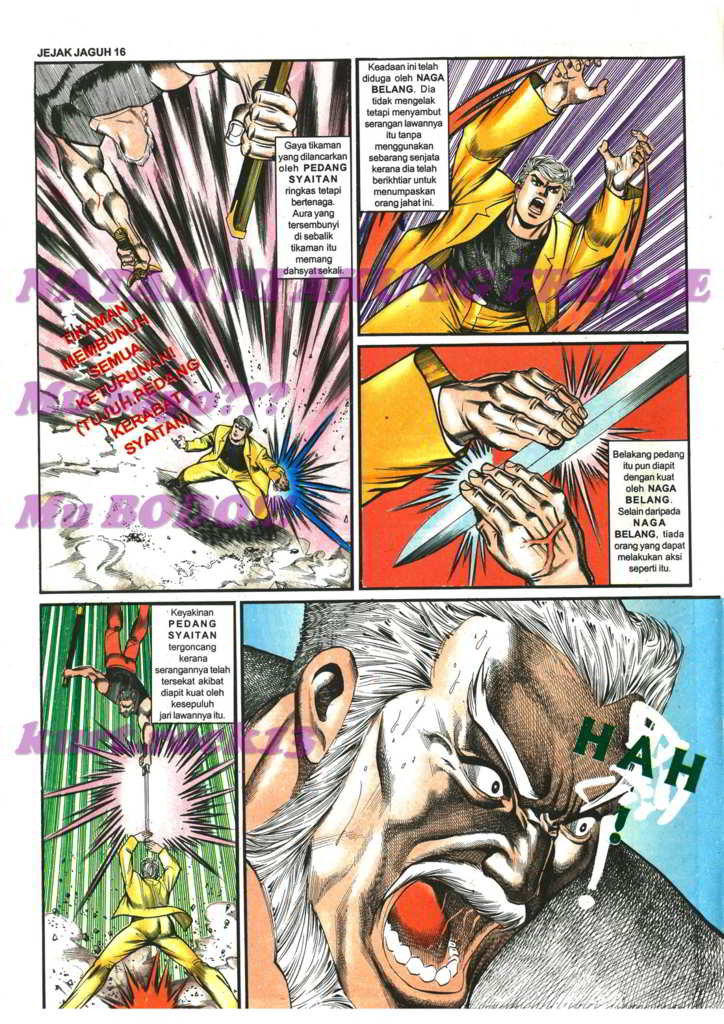 JEJAK JAGUH 16
Gaya tikaman
yang dilancarkan
oleh PEDANG
SYAITAN
ringkas tetapi
bertenaga.
Aura yang
tersembunyi
di sebalik
tikaman itu
memang
dahsyat sekali.
Keadaan ini telah
diduga oleh NAGA
BELANG. Dia
tidak mengelak
tetapi menyambut
serangan lawannya
itu tanpa
menggunakan
sebarang senjata
kerana dia telah
berikhtiar untuk
menumpaskan
orang jahat ini.
TIKAMAN
MEMBUNUH
SEMUA
KETURUNAN!
(TUJUH PEDANG
KERABAT
SYAITAN)
Belakang pedang
itu pun diapit
dengan kuat
oleh NAGA
BELANG.
Selain daripada
NAGA
BELANG, tiada
orang yang dapat
melakukan aksi
seperti itu.
Keyakinan
PEDANG
SYAITAN
tergoncang
kerana
serangannya telah
tersekat akibat
diapit kuat oleh
kesepuluh
jari lawannya itu.
HAH
!
Mu BODO!!